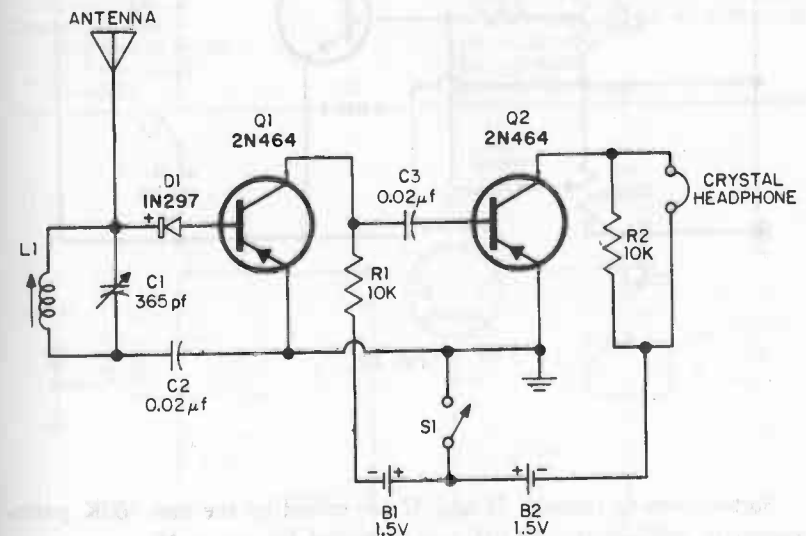 ANTENNA
Q1
2N464
Q2
2N464
D1
1N297
+
C3
0.02μf
CRYSTAL
HEADPHONE
L1
C1
365 pf
R1
10K
R2
10K
C2
0.02μf
S1
- +
+ -
B1
1.5V
B2
1.5V